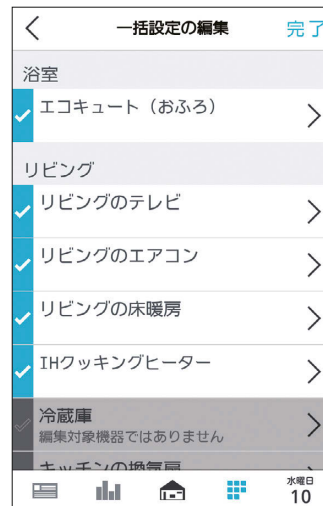 一括設定の編集
完了
浴室
エコキュート（おふろ）
リビング
リビングのテレビ
リビングのエアコン
リビングの床暖房
IHクッキングヒーター
冷蔵庫
編集対象機器ではありません
キッチンの換気扇
水曜日
10